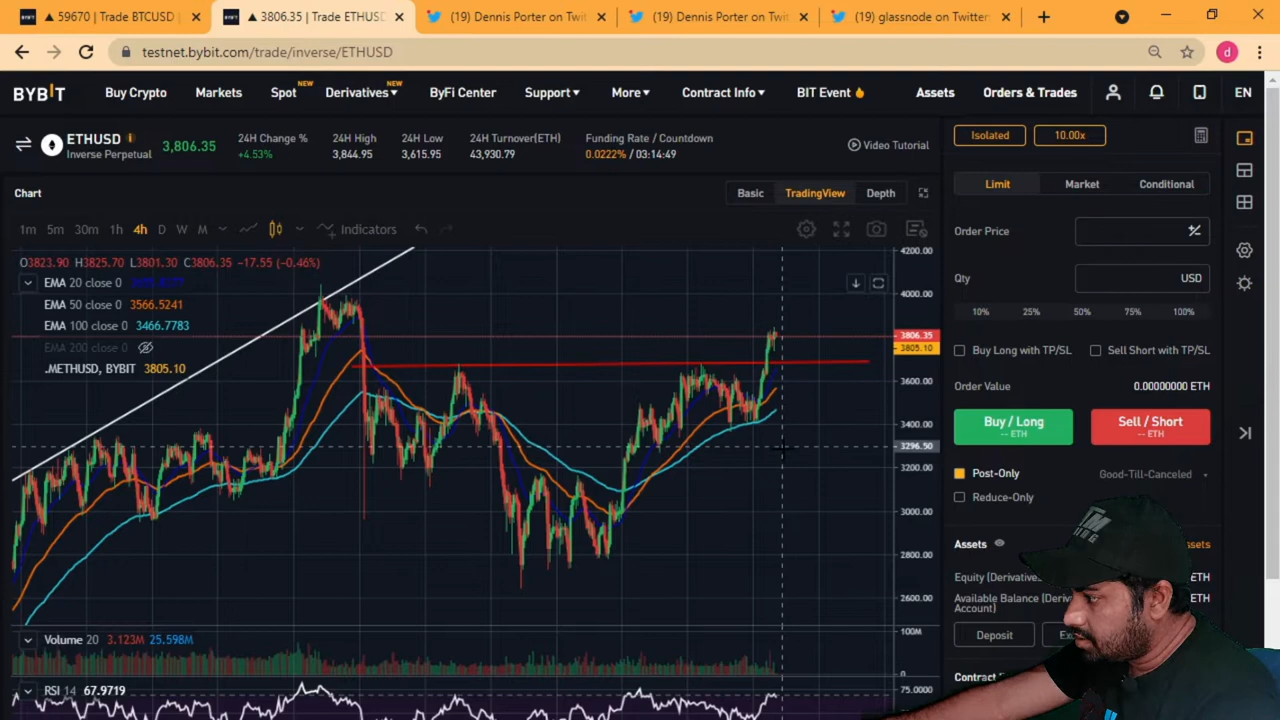 ▲ 59670 | Trade BTCUSD
▲ 3806.35 | Trade ETHUS
(19) Dennis Porter on Twi
(19) Dennis Porter on Twi
(19) glassnode on Twitter
testnet.bybit.com/trade/inverse/ETHUSD
d
BYBIT
Buy Crypto
Markets
Spot
NEW
Derivatives
NEW
ByFi Center
Support
More
Contract Info
BIT Event
Assets
Orders & Trades
EN
ETHUSD
Inverse Perpetual
3,806.35
24H Change %
+4.53%
24H High
3,844.95
24H Low
3,615.95
24H Turnover(ETH)
43,930.79
Funding Rate / Countdown
0.0222% / 03:14:49
Video Tutorial
Isolated
10.00x
Chart
Basic
TradingView
Depth
Limit
Market
Conditional
1m 5m 30m 1h 4h D W M
Indicators
Order Price
Qty
USD
10% 25% 50% 75% 100%
O3823.90 H3825.70 L3801.30 C3806.35 −17.55 (−0.46%)
EMA 20 close 0
EMA 50 close 0 3566.5241
EMA 100 close 0 3466.7783
EMA 200 close 0
.METHUSD, BYBIT 3805.10
4200.00
4000.00
3806.35
3805.10
3600.00
3400.00
3296.50
3200.00
3000.00
2800.00
2600.00
Buy Long with TP/SL
Sell Short with TP/SL
Order Value
0.00000000 ETH
Buy / Long
-- ETH
Sell / Short
-- ETH
Post-Only
Good-Till-Canceled
Reduce-Only
Assets
ssets
Equity (Derivatives
ETH
Available Balance (Deriv
Account)
ETH
Deposit
Exc
Contract
Volume 20 3.123M 25.598M
100M
0
RSI 14 67.9719
75.0000